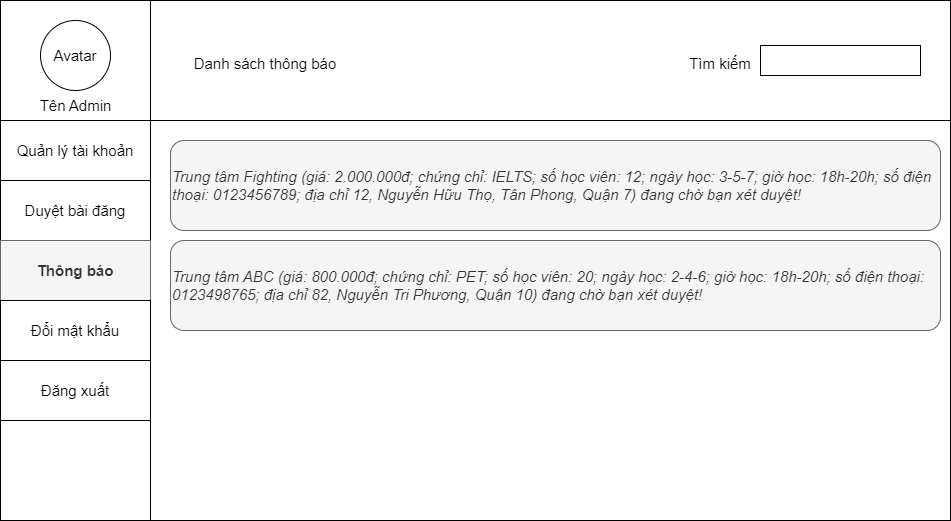 Avatar
Tên Admin
Danh sách thông báo
Tìm kiếm
Quản lý tài khoản
Duyệt bài đăng
Thông báo
Đổi mật khẩu
Đăng xuất
Trung tâm Fighting (giá: 2.000.000đ; chứng chỉ: IELTS; số học viên: 12; ngày học: 3-5-7; giờ học: 18h-20h; số điện
thoại: 0123456789; địa chỉ 12, Nguyễn Hữu Thọ, Tân Phong, Quận 7) đang chờ bạn xét duyệt!
Trung tâm ABC (giá: 800.000đ; chứng chỉ: PET; số học viên: 20; ngày học: 2-4-6; giờ học: 18h-20h; số điện thoại:
0123498765; địa chỉ 82, Nguyễn Tri Phương, Quận 10) đang chờ bạn xét duyệt!